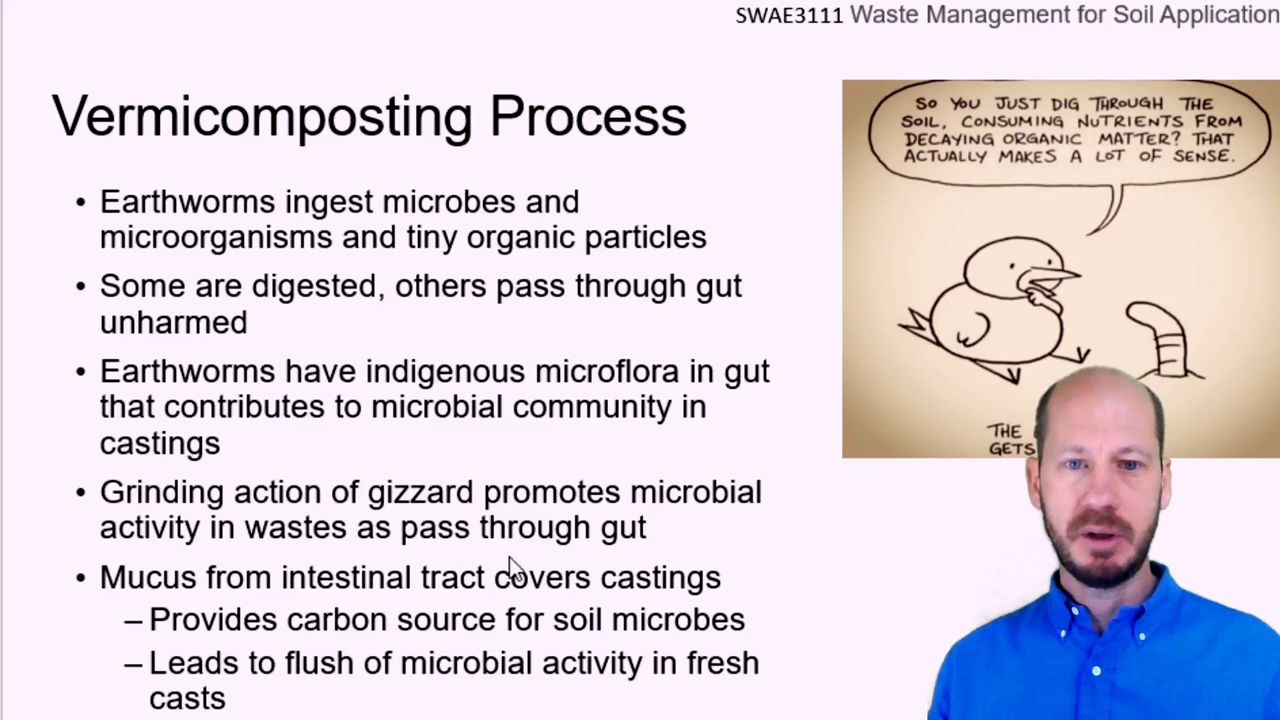 SWAE3111 Waste Management for Soil Application
Vermicomposting Process
• Earthworms ingest microbes and
microorganisms and tiny organic particles
• Some are digested, others pass through gut
unharmed
• Earthworms have indigenous microflora in gut
that contributes to microbial community in
castings
• Grinding action of gizzard promotes microbial
activity in wastes as pass through gut
• Mucus from intestinal tract covers castings
– Provides carbon source for soil microbes
– Leads to flush of microbial activity in fresh
casts
SO YOU JUST DIG THROUGH THE
SOIL, CONSUMING NUTRIENTS FROM
DECAYING ORGANIC MATTER? THAT
ACTUALLY MAKES A LOT OF SENSE.
THE
GETS